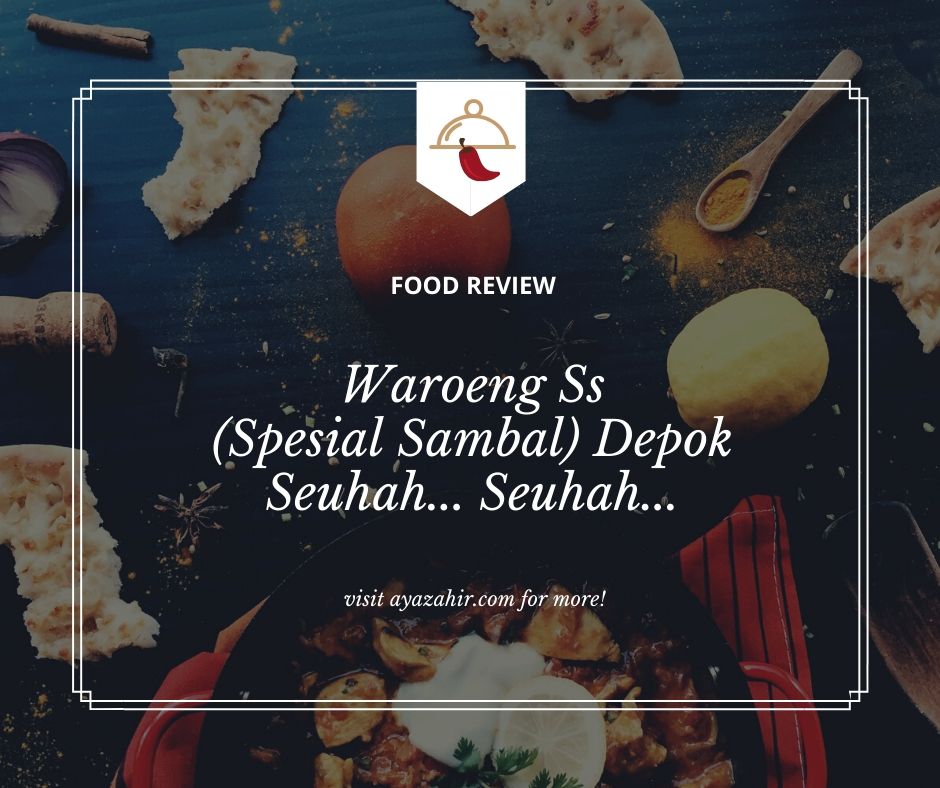 FOOD REVIEW
Waroeng Ss
(Spesial Sambal) Depok
Seuhah... Seuhah...
visit ayazahir.com for more!